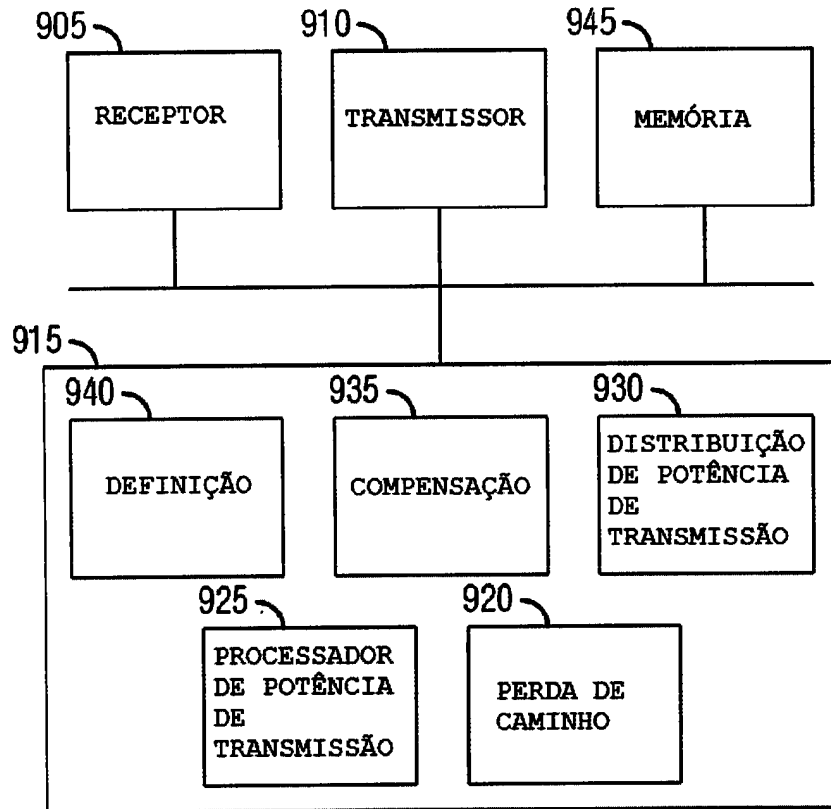 905
910
945
RECEPTOR
TRANSMISSOR
MEMÓRIA
915
940
935
930
DEFINIÇÃO
COMPENSAÇÃO
DISTRIBUIÇÃO
DE POTÊNCIA
DE
TRANSMISSÃO
925
920
PROCESSADOR
DE POTÊNCIA
DE
TRANSMISSÃO
PERDA DE
CAMINHO